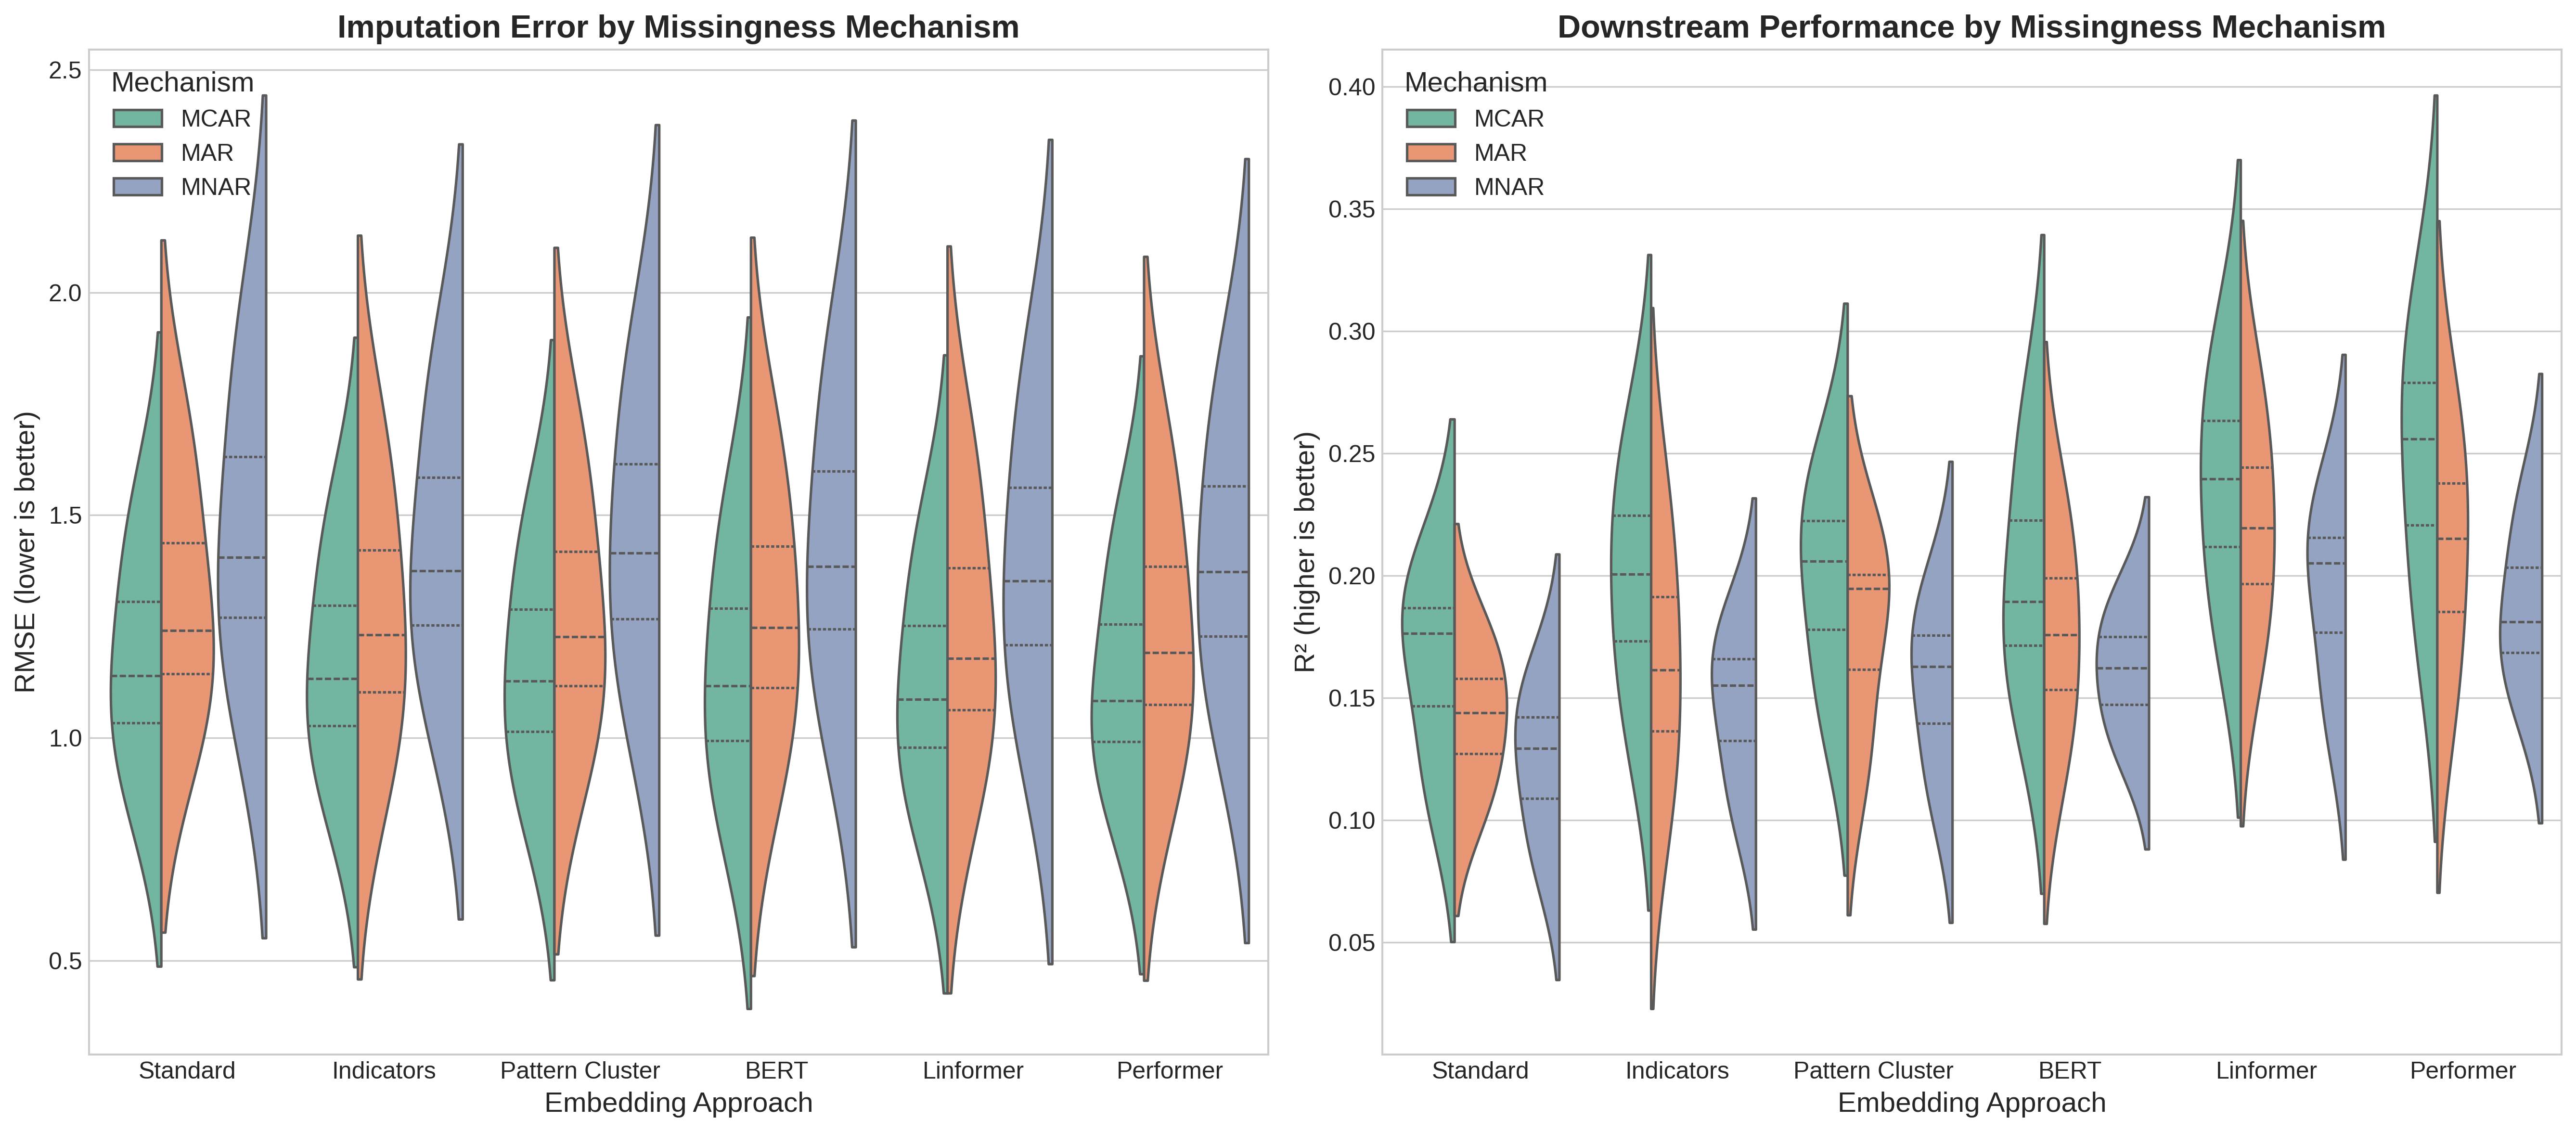 Imputation Error by Missingness Mechanism
Mechanism
MCAR
MAR
MNAR
2.5
2.0
1.5
1.0
0.5
RMSE (lower is better)
Standard
Indicators
Pattern Cluster
BERT
Linformer
Performer
Embedding Approach
Downstream Performance by Missingness Mechanism
Mechanism
MCAR
MAR
MNAR
0.40
0.35
0.30
0.25
0.20
0.15
0.10
0.05
R² (higher is better)
Standard
Indicators
Pattern Cluster
BERT
Linformer
Performer
Embedding Approach